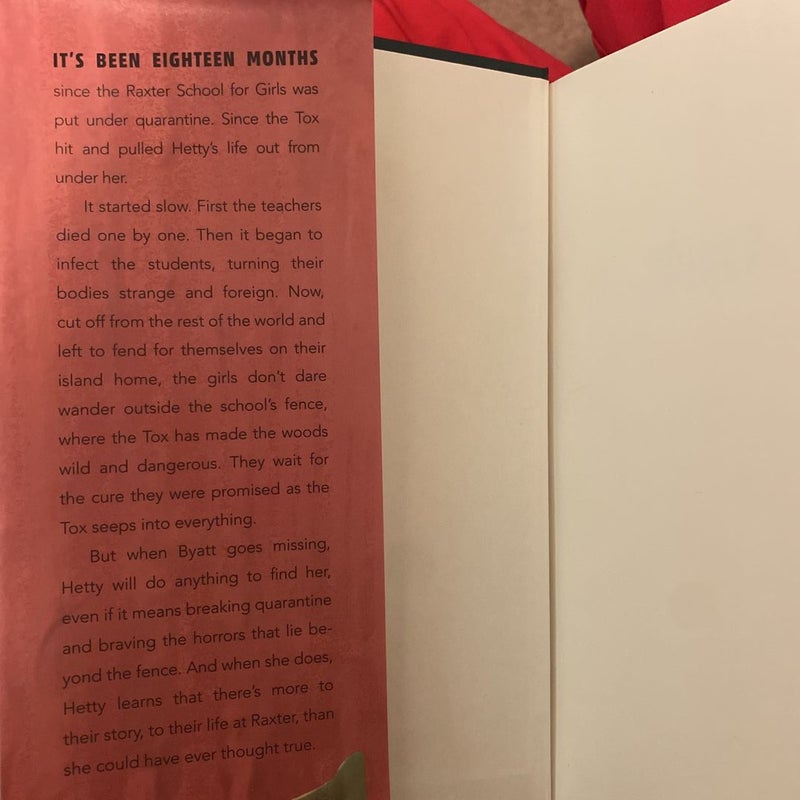 IT'S BEEN EIGHTEEN MONTHS
since the Raxter School for Girls was
put under quarantine. Since the Tox
hit and pulled Hetty's life out from
under her.
It started slow. First the teachers
died one by one. Then it began to
infect the students, turning their
bodies strange and foreign. Now,
cut off from the rest of the world and
left to fend for themselves on their
island home, the girls don't dare
wander outside the school's fence,
where the Tox has made the woods
wild and dangerous. They wait for
the cure they were promised as the
Tox seeps into everything.
But when Byatt goes missing,
Hetty will do anything to find her,
even if it means breaking quarantine
and braving the horrors that lie be-
yond the fence. And when she does,
Hetty learns that there's more to
their story, to their life at Raxter, than
she could have ever thought true.